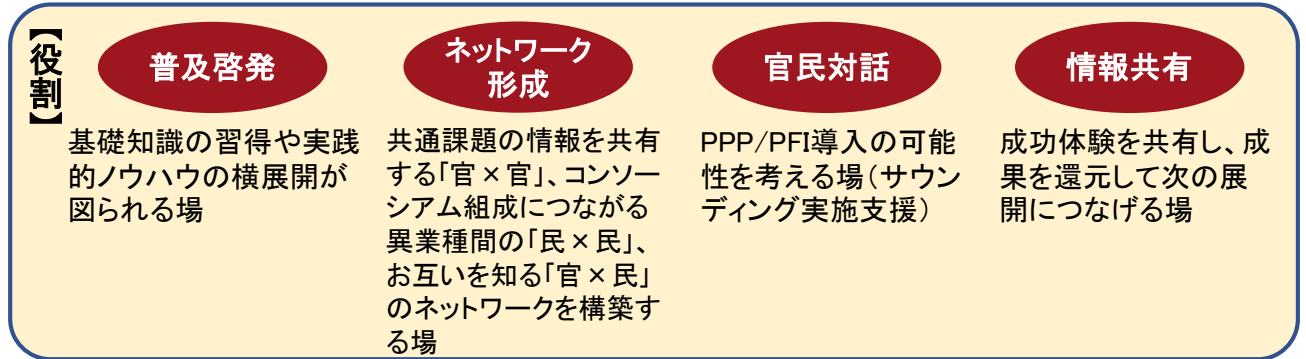 【役割】
普及啓発
基礎知識の習得や実践
的ノウハウの横展開が
図られる場
ネットワーク
形成
共通課題の情報を共有
する「官×官」、コンソー
シアム組成につながる
異業種間の「民×民」、
お互いを知る「官×民」
のネットワークを構築す
る場
官民対話
PPP/PFI導入の可能
性を考える場(サウン
ディング実施支援)
情報共有
成功体験を共有し、成
果を還元して次の展
開につなげる場